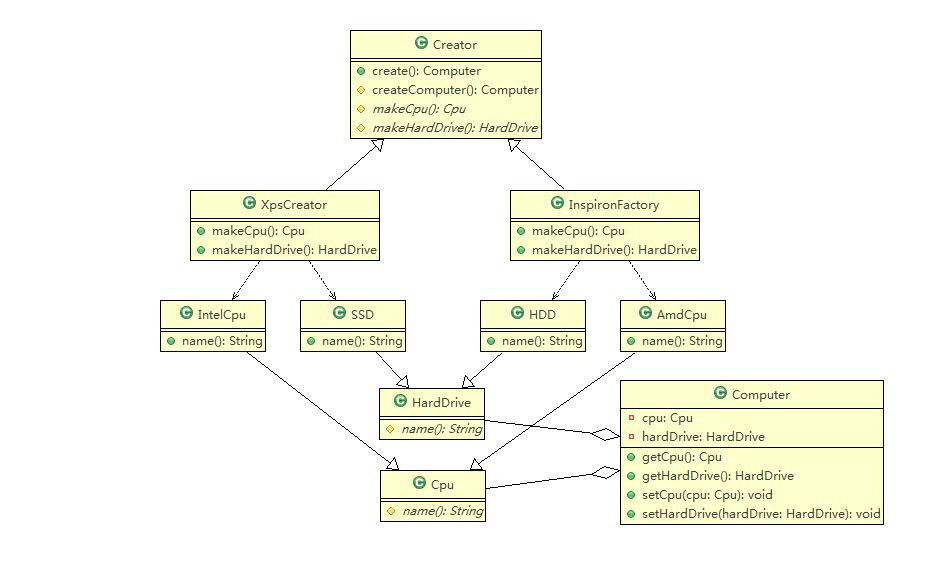 Creator
create(): Computer
createComputer(): Computer
makeCpu(): Cpu
makeHardDrive(): HardDrive
XpsCreator
makeCpu(): Cpu
makeHardDrive(): HardDrive
InspironFactory
makeCpu(): Cpu
makeHardDrive(): HardDrive
IntelCpu
name(): String
SSD
name(): String
HDD
name(): String
AmdCpu
name(): String
HardDrive
name(): String
Computer
cpu: Cpu
hardDrive: HardDrive
getCpu(): Cpu
getHardDrive(): HardDrive
setCpu(cpu: Cpu): void
setHardDrive(hardDrive: HardDrive): void
Cpu
name(): String